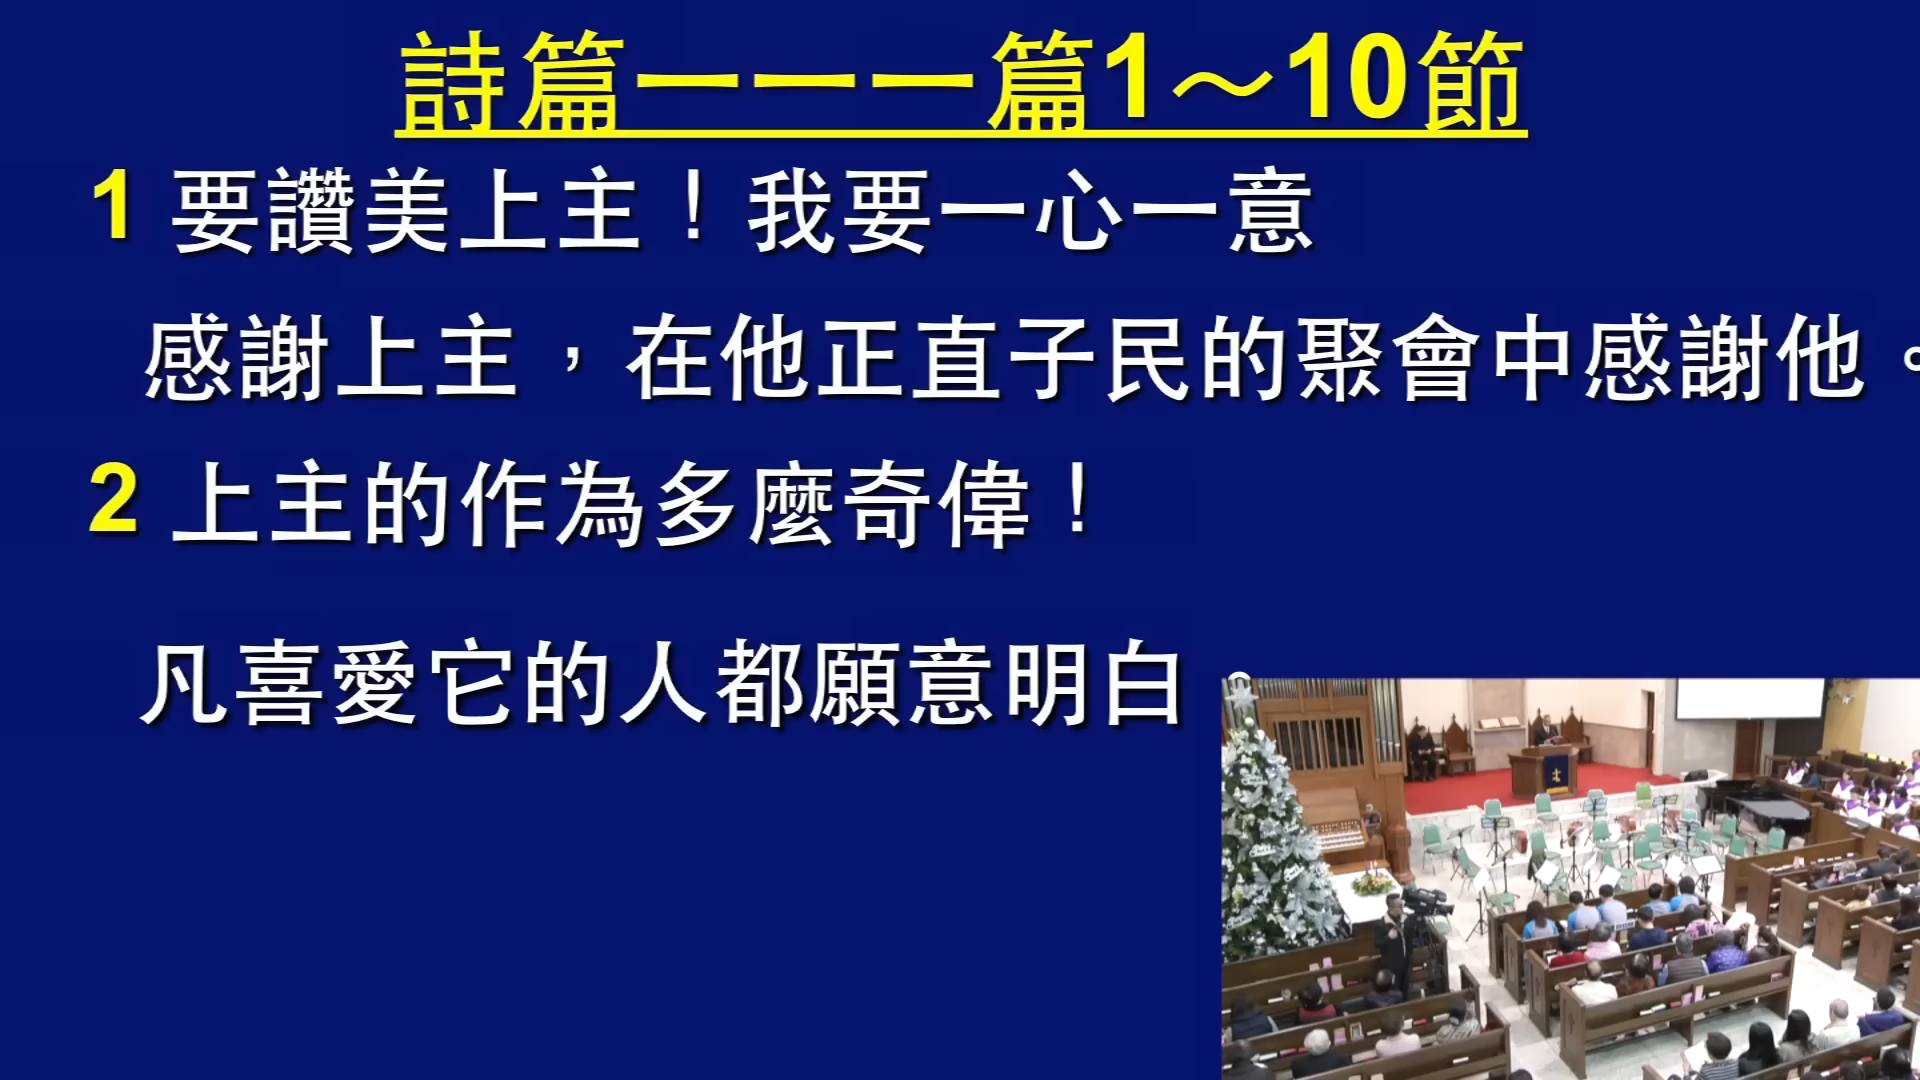 詩篇一一一篇1～10節
1 要讚美上主！我要一心一意
感謝上主，在他正直子民的聚會中感謝他。
2 上主的作為多麼奇偉！
凡喜愛它的人都願意明白。